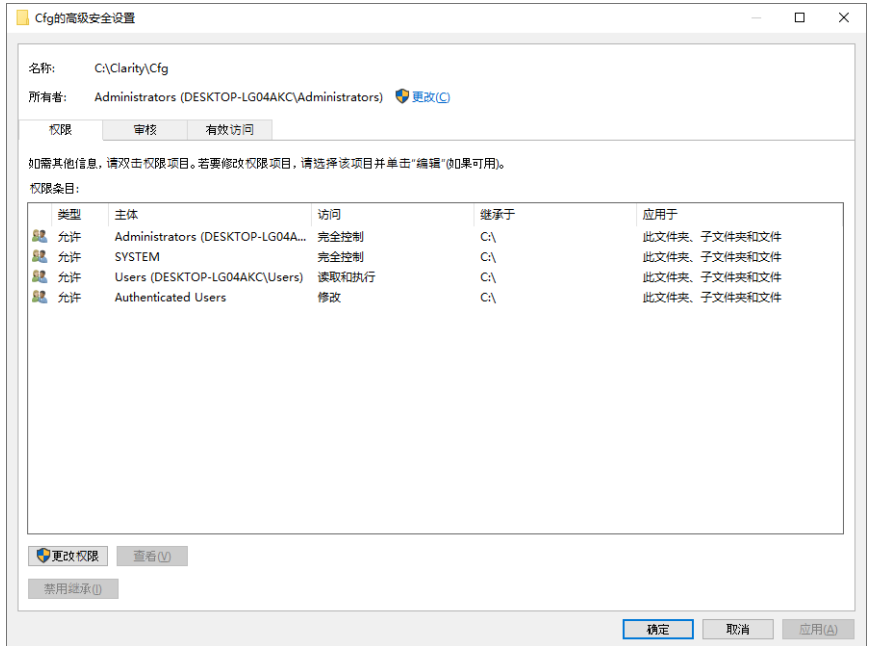 Cfg的高级安全设置
名称: C:\Clarity\Cfg
所有者: Administrators (DESKTOP-LG04AKC\Administrators) 更改(C)
权限 审核 有效访问
如需其他信息，请双击权限项目。若要修改权限项目，请选择该项目并单击“编辑”(如果可用)。
权限条目:
类型 主体 访问 继承于 应用于
允许 Administrators (DESKTOP-LG04A... 完全控制 C:\ 此文件夹、子文件夹和文件
允许 SYSTEM 完全控制 C:\ 此文件夹、子文件夹和文件
允许 Users (DESKTOP-LG04AKC\Users) 读取和执行 C:\ 此文件夹、子文件夹和文件
允许 Authenticated Users 修改 C:\ 此文件夹、子文件夹和文件
更改权限 查看(V)
禁用继承(I)
确定 取消 应用(A)